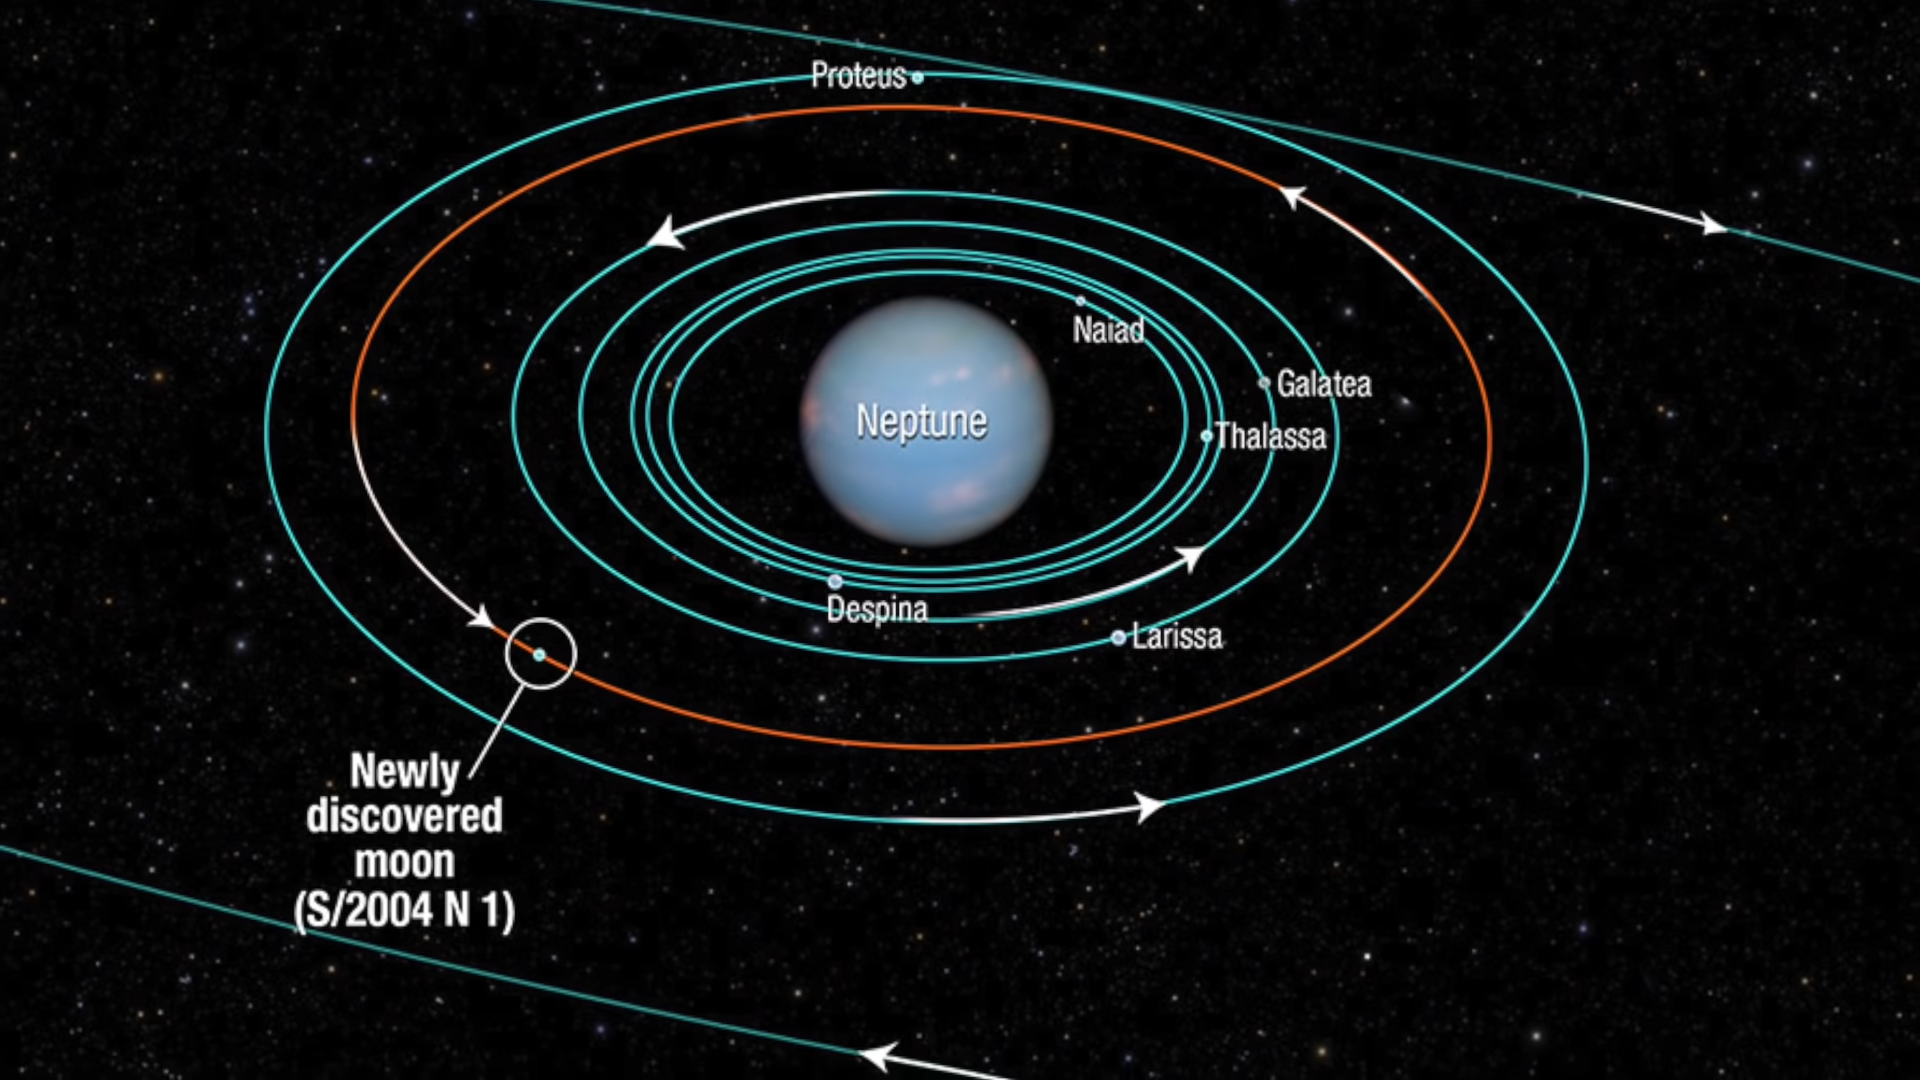 Proteus
Naiad
Galatea
Neptune
Thalassa
Despina
Larissa
Newly
discovered
moon
(S/2004 N 1)